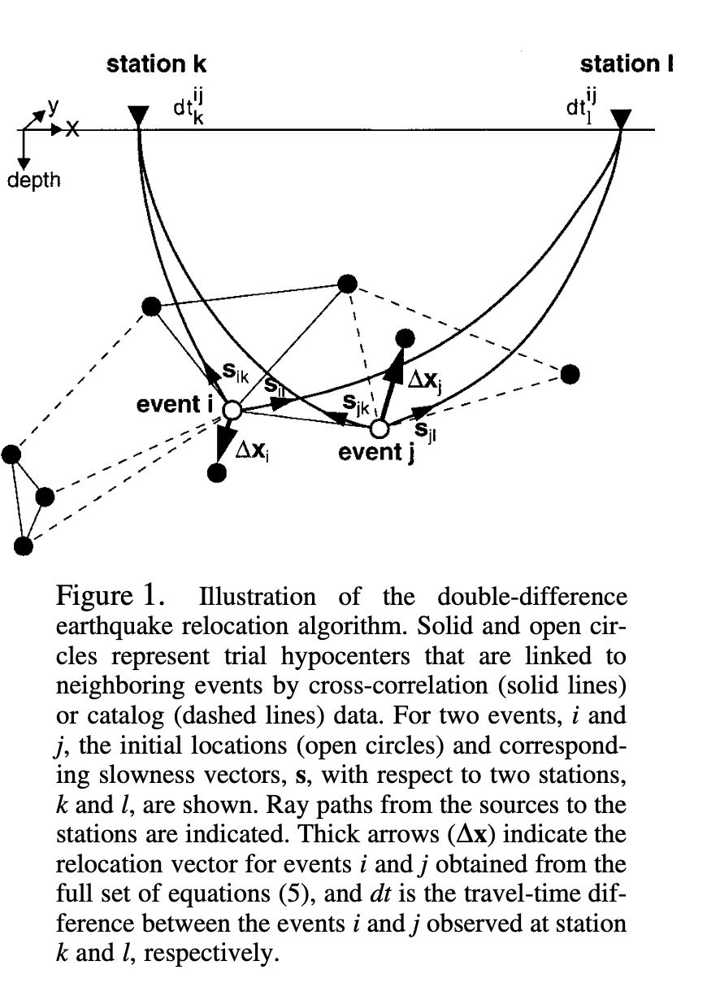 station k
station l
dt_k^ij
dt_l^ij
y
x
depth
s_ik
s_il
event i
s_jk
Δx_j
s_jl
Δx_i
event j
Figure 1. Illustration of the double-difference
earthquake relocation algorithm. Solid and open cir-
cles represent trial hypocenters that are linked to
neighboring events by cross-correlation (solid lines)
or catalog (dashed lines) data. For two events, i and
j, the initial locations (open circles) and correspond-
ing slowness vectors, s, with respect to two stations,
k and l, are shown. Ray paths from the sources to the
stations are indicated. Thick arrows (Δx) indicate the
relocation vector for events i and j obtained from the
full set of equations (5), and dt is the travel-time dif-
ference between the events i and j observed at station
k and l, respectively.